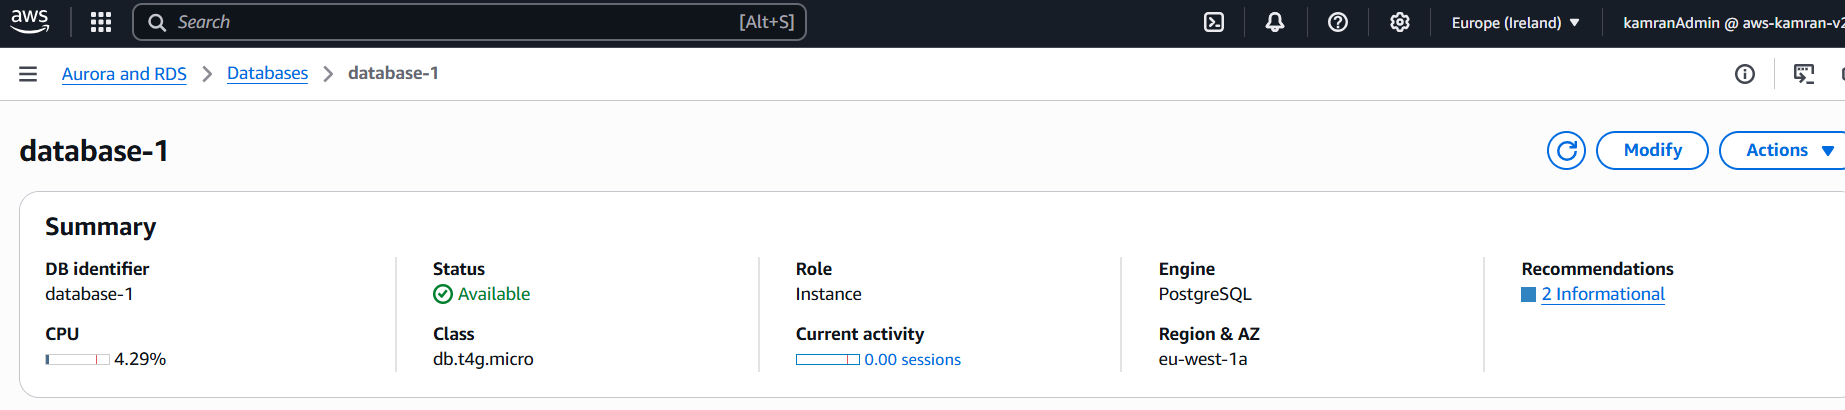 aws
Search [Alt+S]
Europe (Ireland)
kamranAdmin @ aws-kamran-v2
Aurora and RDS > Databases > database-1
database-1
Modify
Actions
Summary
DB identifier
database-1
Status
Available
Role
Instance
Engine
PostgreSQL
Recommendations
2 Informational
CPU
4.29%
Class
db.t4g.micro
Current activity
0.00 sessions
Region & AZ
eu-west-1a